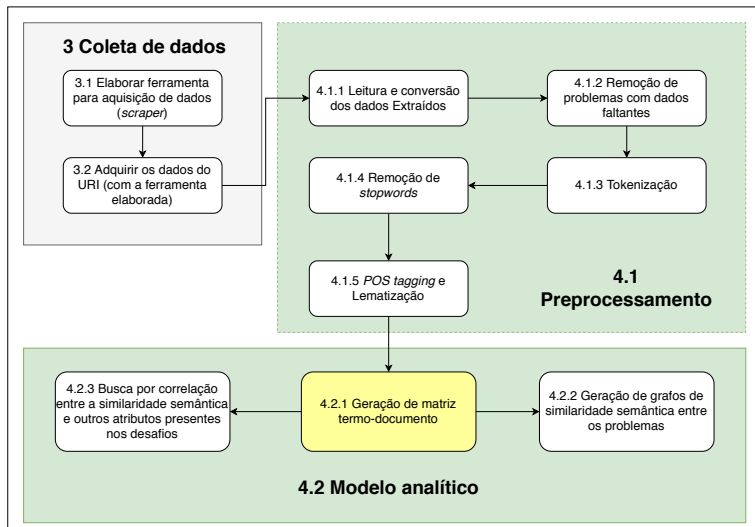 3 Coleta de dados
3.1 Elaborar ferramenta
para aquisição de dados
(scraper)
3.2 Adquirir os dados do
URI (com a ferramenta
elaborada)
4.1.1 Leitura e conversão
dos dados Extraídos
4.1.2 Remoção de
problemas com dados
faltantes
4.1.3 Tokenização
4.1.4 Remoção de
stopwords
4.1.5 POS tagging e
Lematização
4.1
Preprocessamento
4.2.3 Busca por correlação
entre a similaridade semântica
e outros atributos presentes
nos desafios
4.2.1 Geração de matriz
termo-documento
4.2.2 Geração de grafos de
similaridade semântica entre
os problemas
4.2 Modelo analítico